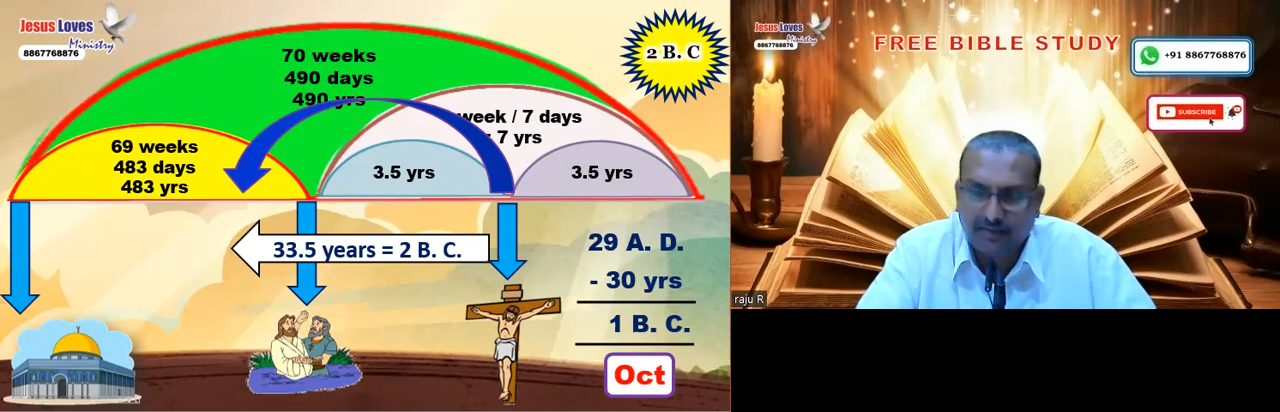 Jesus Loves
Ministry
8867768876
70 weeks
490 days
490 yrs
2 B. C
week / 7 days
7 yrs
69 weeks
483 days
483 yrs
3.5 yrs
3.5 yrs
33.5 years = 2 B. C.
29 A. D.
- 30 yrs
1 B. C.
Oct
Jesus Loves
Ministry
8867768876
FREE BIBLE STUDY
+91 8867768876
SUBSCRIBE
raju R